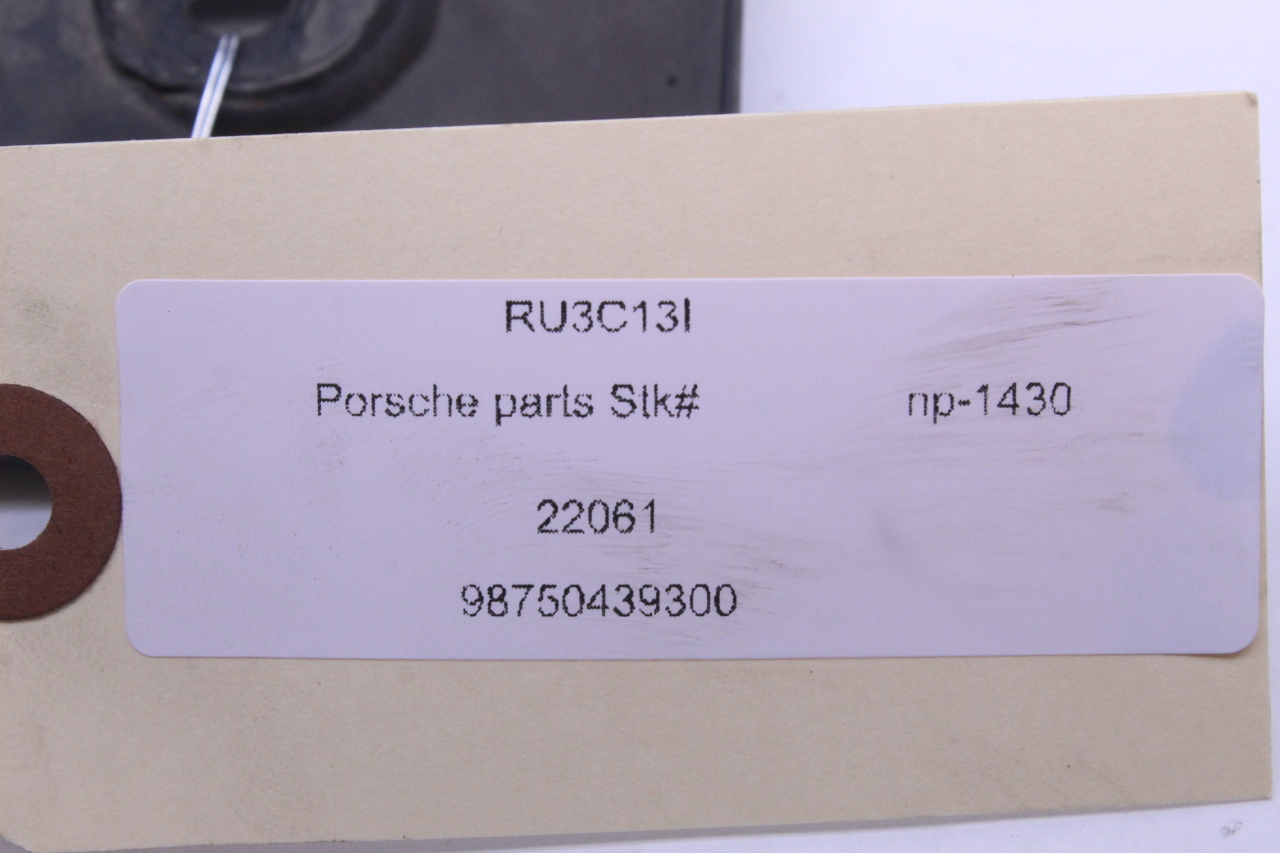 RU3C13I
Porsche parts Stk# np-1430
22061
98750439300